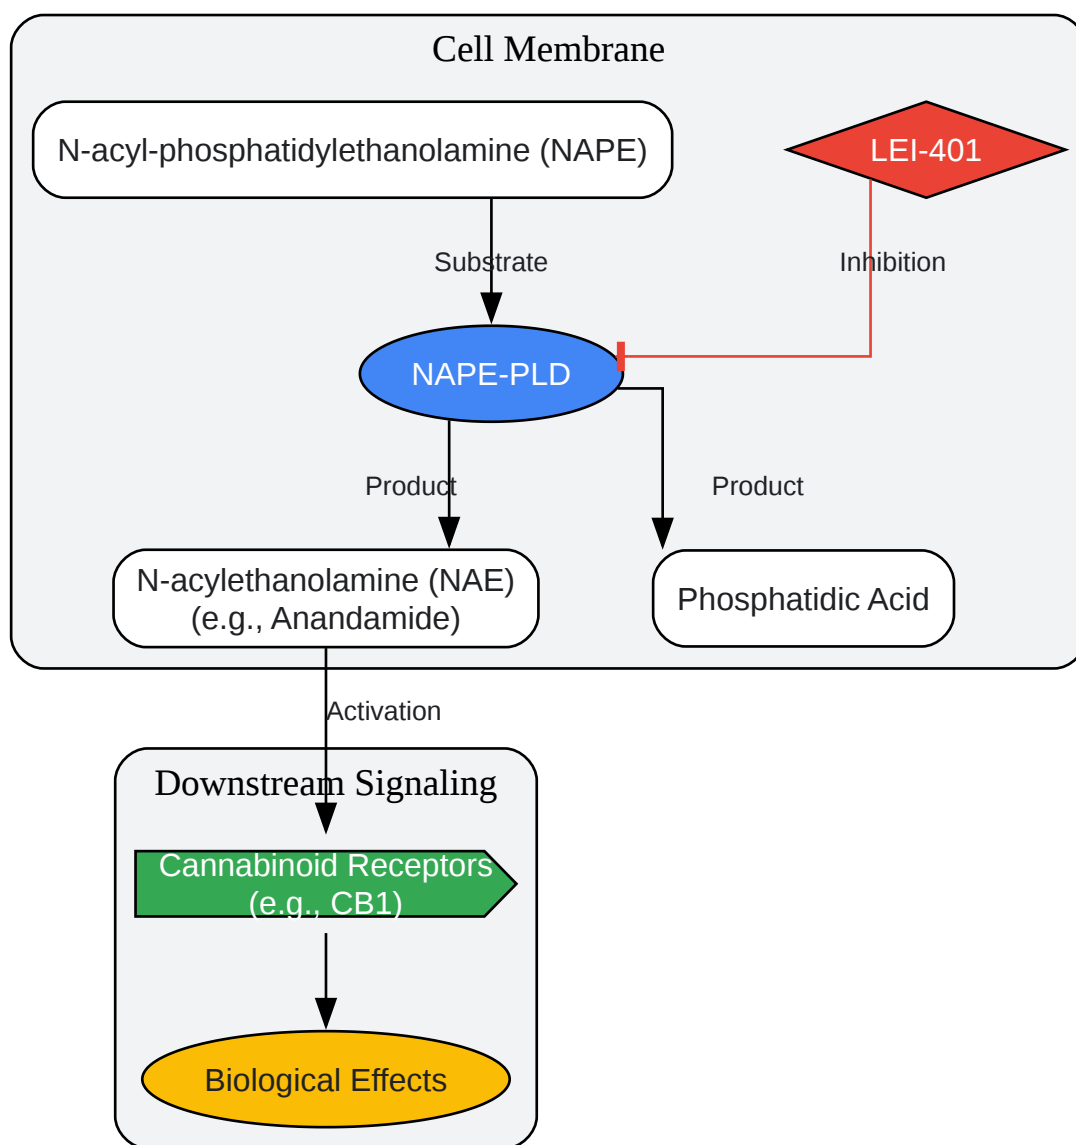 Cell Membrane
N-acyl-phosphatidylethanolamine (NAPE)
LEI-401
Substrate
Inhibition
NAPE-PLD
Product
Product
N-acylethanolamine (NAE)
(e.g., Anandamide)
Phosphatidic Acid
Activation
Downstream Signaling
Cannabinoid Receptors
(e.g., CB1)
Biological Effects